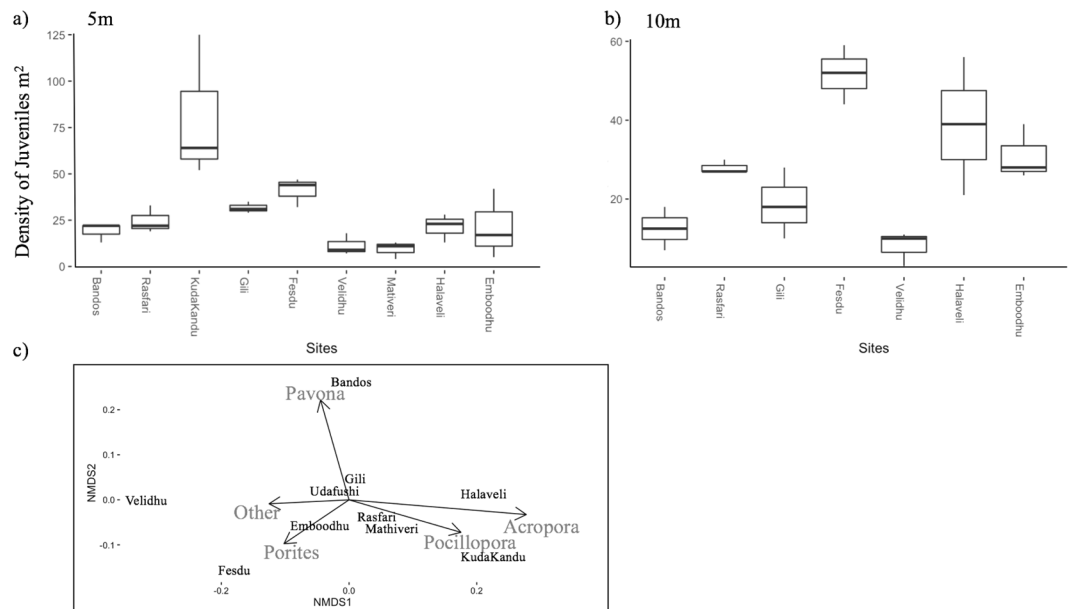 a) 5m
Density of Juveniles m²
125
100
75
50
25
0
Bandos
Rasfari
KudaKandu
Gili
Fesdu
Velidhu
Mativeri
Halaveli
Emboodhu
Sites
b) 10m
60
40
20
Bandos
Rasfari
Gili
Fesdu
Velidhu
Halaveli
Emboodhu
Sites
c)
NMDS2
0.2
0.1
0.0
-0.1
Bandos
Pavona
Gili
Udafushi
Velidhu
Halaveli
Other
Rasfari
Acropora
Emboodhu
Mathiveri
Pocillopora
Porites
KudaKandu
Fesdu
-0.2
0.0
0.2
NMDS1